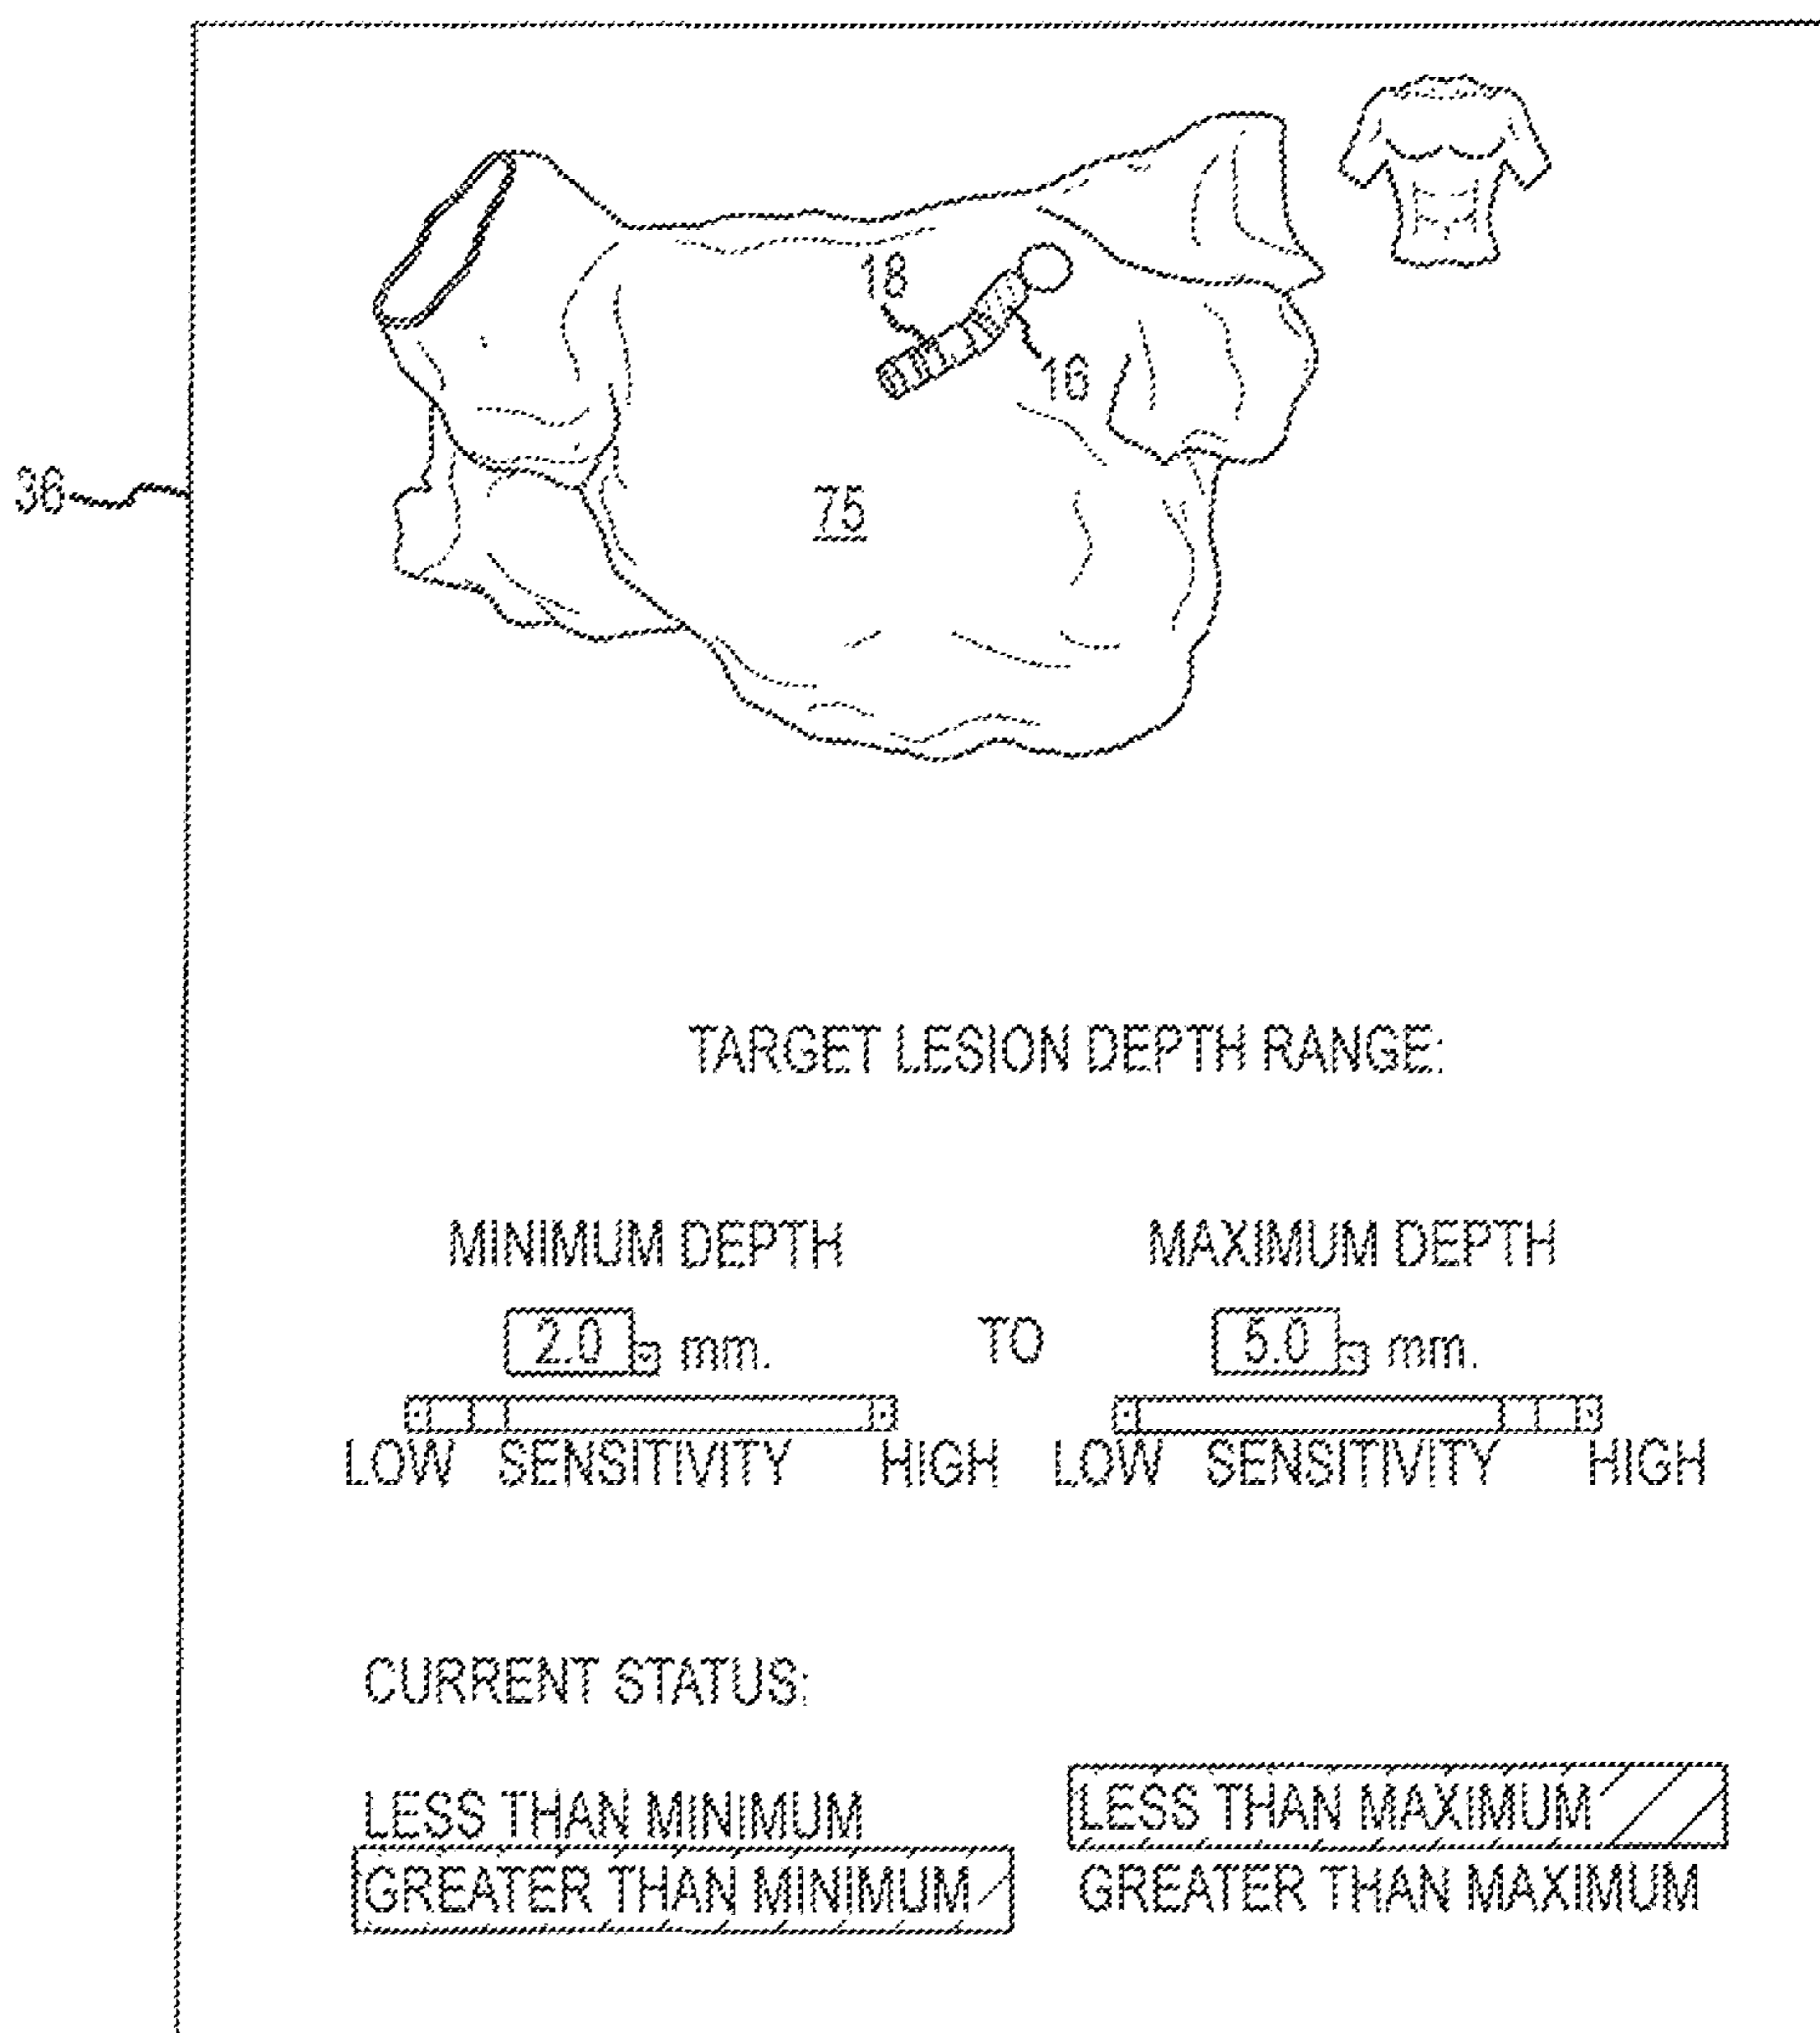 18
16
36
75
TARGET LESION DEPTH RANGE:
MINIMUM DEPTH MAXIMUM DEPTH
2.0 mm. TO 5.0 mm.
LOW SENSITIVITY HIGH LOW SENSITIVITY HIGH
CURRENT STATUS:
LESS THAN MINIMUM LESS THAN MAXIMUM
GREATER THAN MINIMUM GREATER THAN MAXIMUM